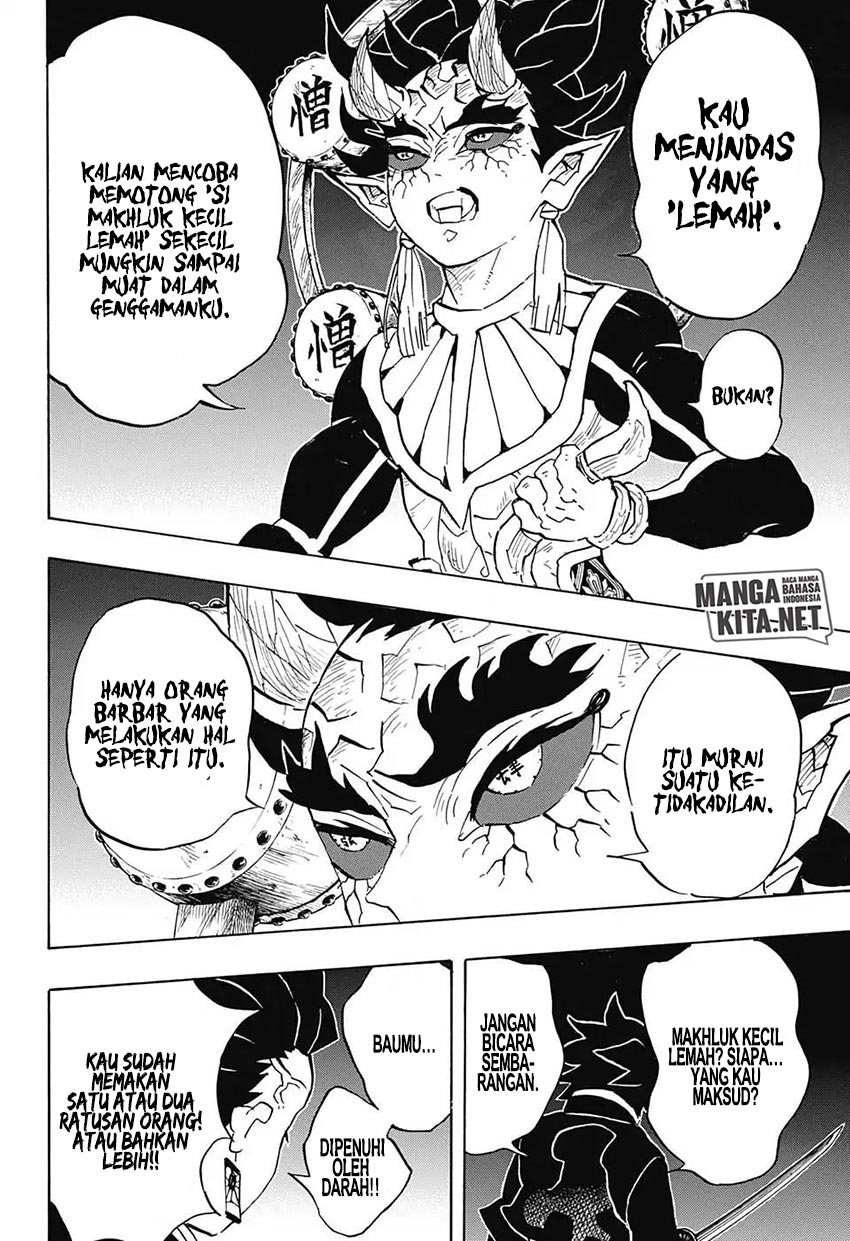 KAU
MENINDAS
YANG
'LEMAH'.
憎
憎
憎
KALIAN MENCOBA
MEMOTONG 'SI
MAKHLUK KECIL
LEMAH' SEKECIL
MUNGKIN SAMPAI
MUAT DALAM
GENGGAMANKU.
BUKAN?
MANGA
KITA.NET
BACA MANGA
BAHASA
INDONESIA
ITU MURNI
SUATU KE-
TIDAKADILAN.
HANYA ORANG
BARBAR YANG
MELAKUKAN HAL
SEPERTI ITU.
MAKHLUK KECIL
LEMAH? SIAPA...
YANG KAU
MAKSUD?
JANGAN
BICARA
SEMBA-
RANGAN.
BAUMU...
DIPENUHI
OLEH
DARAH!!
KAU SUDAH
MEMAKAN
SATU ATAU DUA
RATUSAN ORANG!
ATAU BAHKAN
LEBIH!!